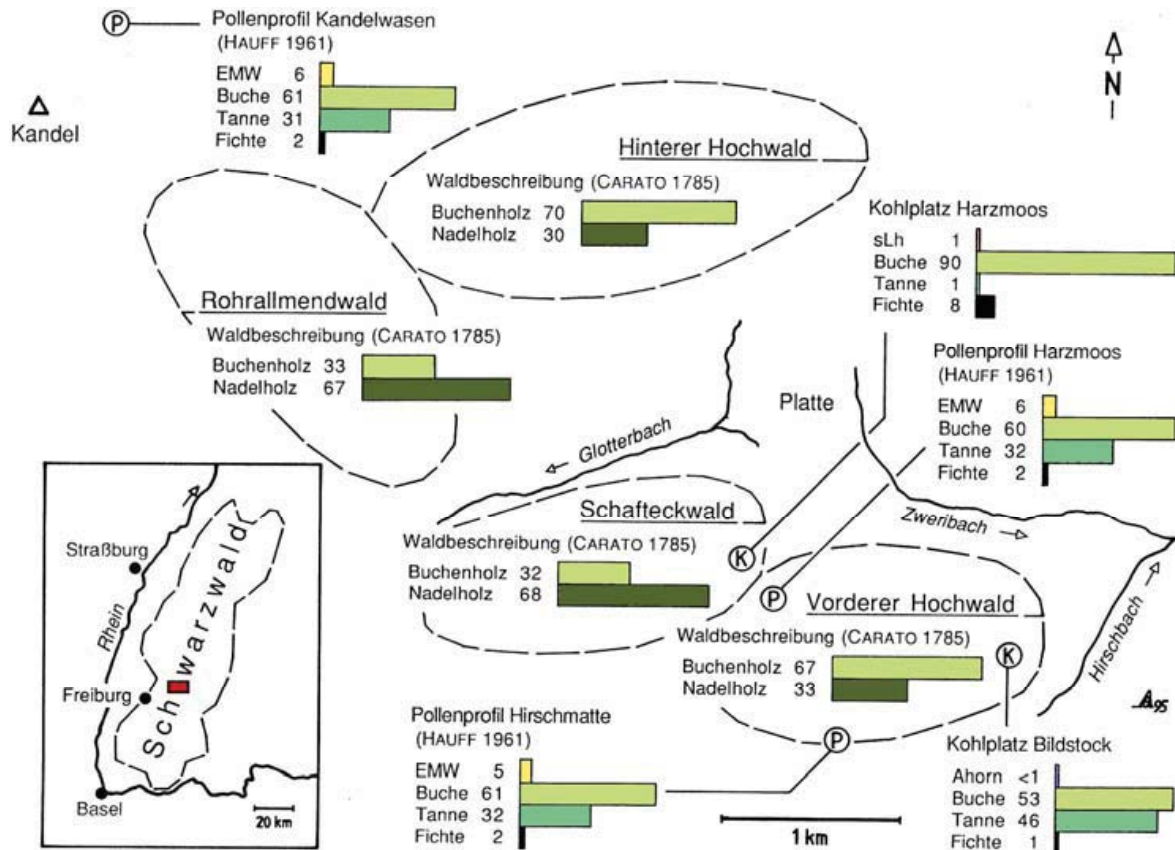 P
Pollenprofil Kandelwasen
(HAUFF 1961)
EMW 6
Buche 61
Tanne 31
Fichte 2
Kandel
N
Hinterer Hochwald
Waldbeschreibung (CARATO 1785)
Buchenholz 70
Nadelholz 30
Kohlplatz Harzmoos
sLh 1
Buche 90
Tanne 1
Fichte 8
Rohrallmendwald
Waldbeschreibung (CARATO 1785)
Buchenholz 33
Nadelholz 67
Pollenprofil Harzmoos
(HAUFF 1961)
EMW 6
Buche 60
Tanne 32
Fichte 2
Platte
Glotterbach
Zweribach
Hirschbach
Schafteckwald
Waldbeschreibung (CARATO 1785)
Buchenholz 32
Nadelholz 68
K
P
Vorderer Hochwald
Waldbeschreibung (CARATO 1785)
Buchenholz 67
Nadelholz 33
K
P
Straßburg
Rhein
Schwarzwald
Freiburg
Basel
20 km
Pollenprofil Hirschmatte
(HAUFF 1961)
EMW 5
Buche 61
Tanne 32
Fichte 2
1 km
Kohlplatz Bildstock
Ahorn <1
Buche 53
Tanne 46
Fichte 1